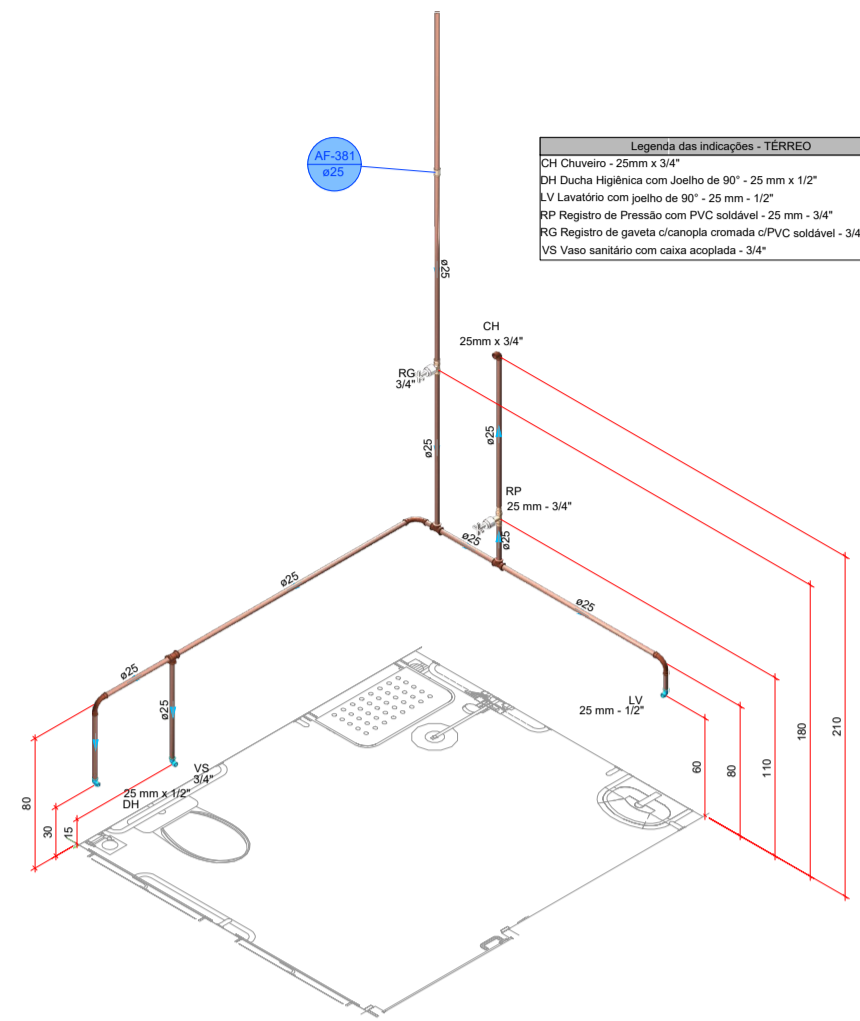 AF-381
ø25
Legenda das indicações - TÉRREO
CH Chuveiro - 25mm x 3/4"
DH Ducha Higiênica com Joelho de 90° - 25 mm x 1/2"
LV Lavatório com joelho de 90° - 25 mm - 1/2"
RP Registro de Pressão com PVC soldável - 25 mm - 3/4"
RG Registro de gaveta c/canopla cromada c/PVC soldável - 3/4
VS Vaso sanitário com caixa acoplada - 3/4"
ø25
CH
25mm x 3/4"
RG
3/4"
ø25
ø25
RP
25 mm - 3/4"
ø25
ø25
ø25
ø25
ø25
ø25
LV
25 mm - 1/2"
VS
3/4"
25 mm x 1/2"
DH
80
30
15
60
80
110
180
210